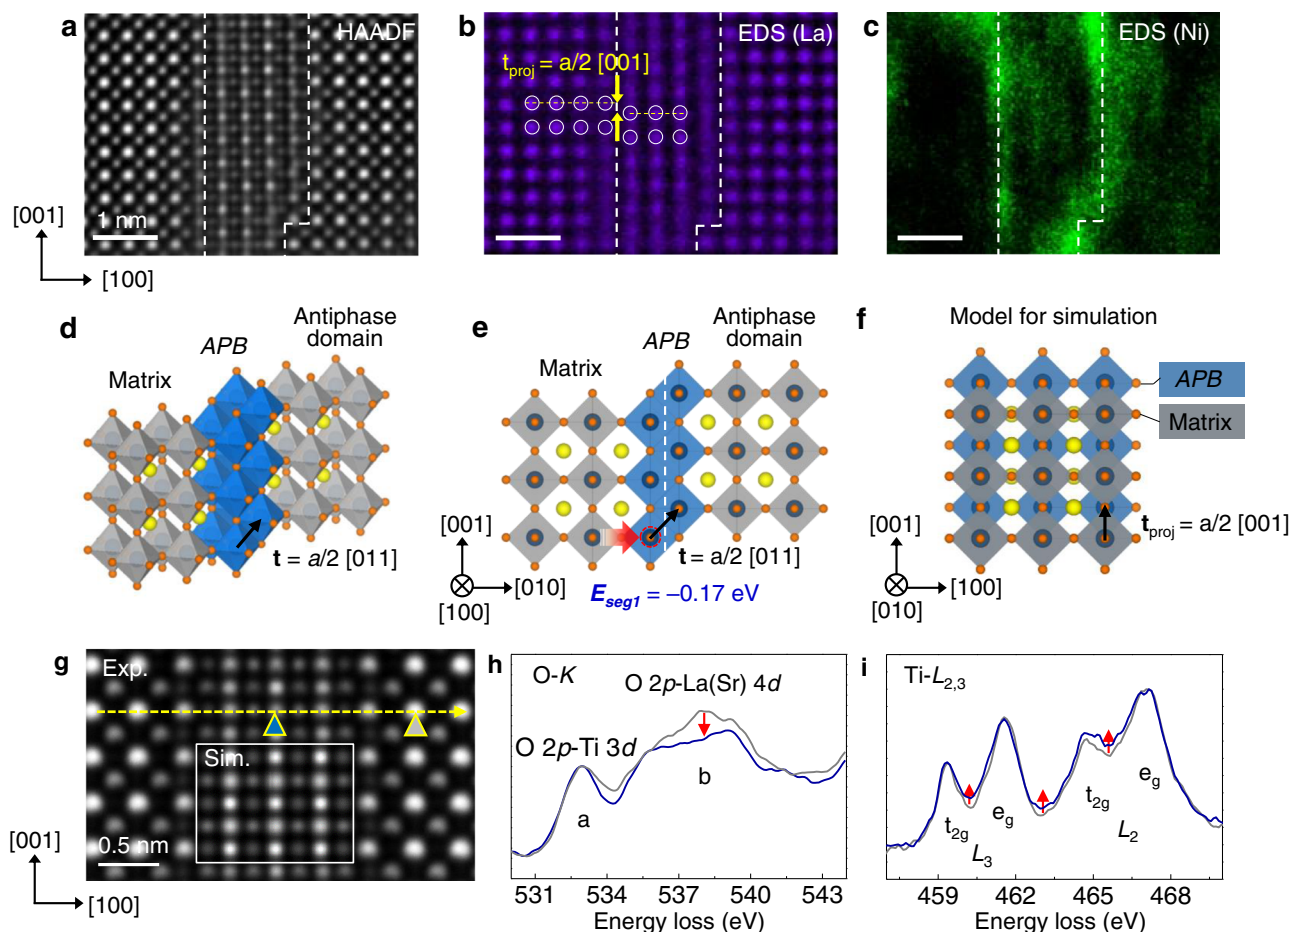 a
HAADF
1 nm
[001]
[100]
b
EDS (La)
t_proj = a/2 [001]
c
EDS (Ni)
d
Matrix
APB
Antiphase
domain
t = a/2 [011]
e
Matrix
APB
Antiphase
domain
[001]
[010]
[100]
t = a/2 [011]
E_seg1 = –0.17 eV
f
Model for simulation
APB
Matrix
[001]
[100]
[010]
t_proj = a/2 [001]
g
Exp.
Sim.
0.5 nm
[001]
[100]
h
O-K
O 2p-La(Sr) 4d
O 2p-Ti 3d
a
b
531 534 537 540 543
Energy loss (eV)
i
Ti-L2,3
t2g
eg
L3
t2g
eg
L2
459 462 465 468
Energy loss (eV)